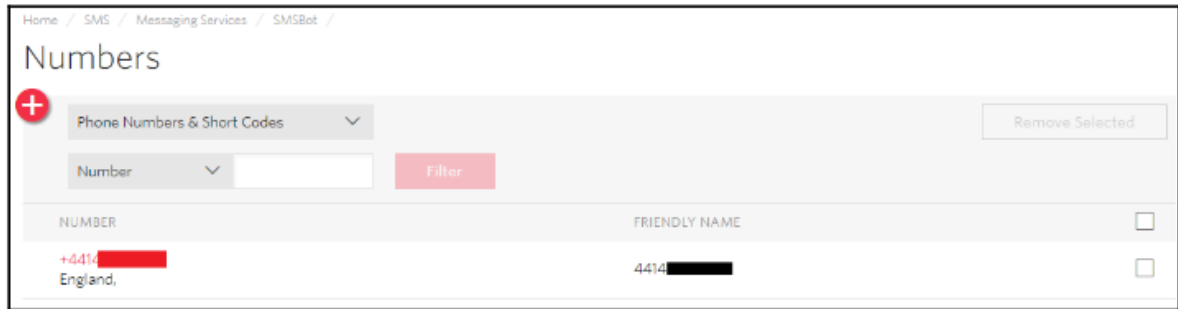 Home / SMS / Messaging Services / SMSBot /
Numbers
Phone Numbers & Short Codes
Remove Selected
Number
Filter
NUMBER FRIENDLY NAME
+4414
England,
4414